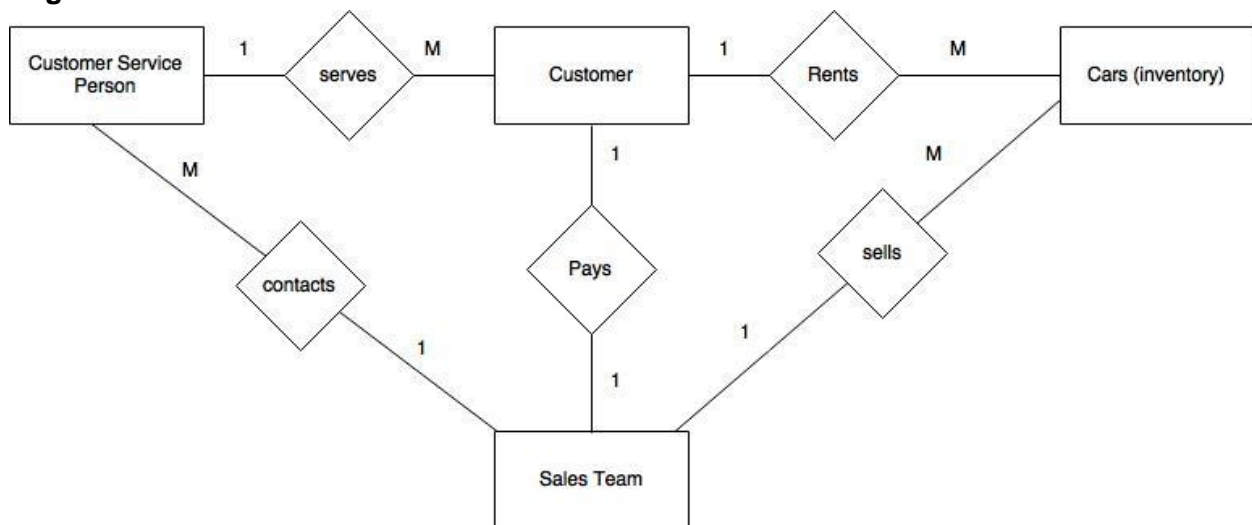 1
M
1
M
Customer Service
Person
serves
Customer
Rents
Cars (inventory)
M
1
M
contacts
Pays
sells
1
1
1
Sales Team